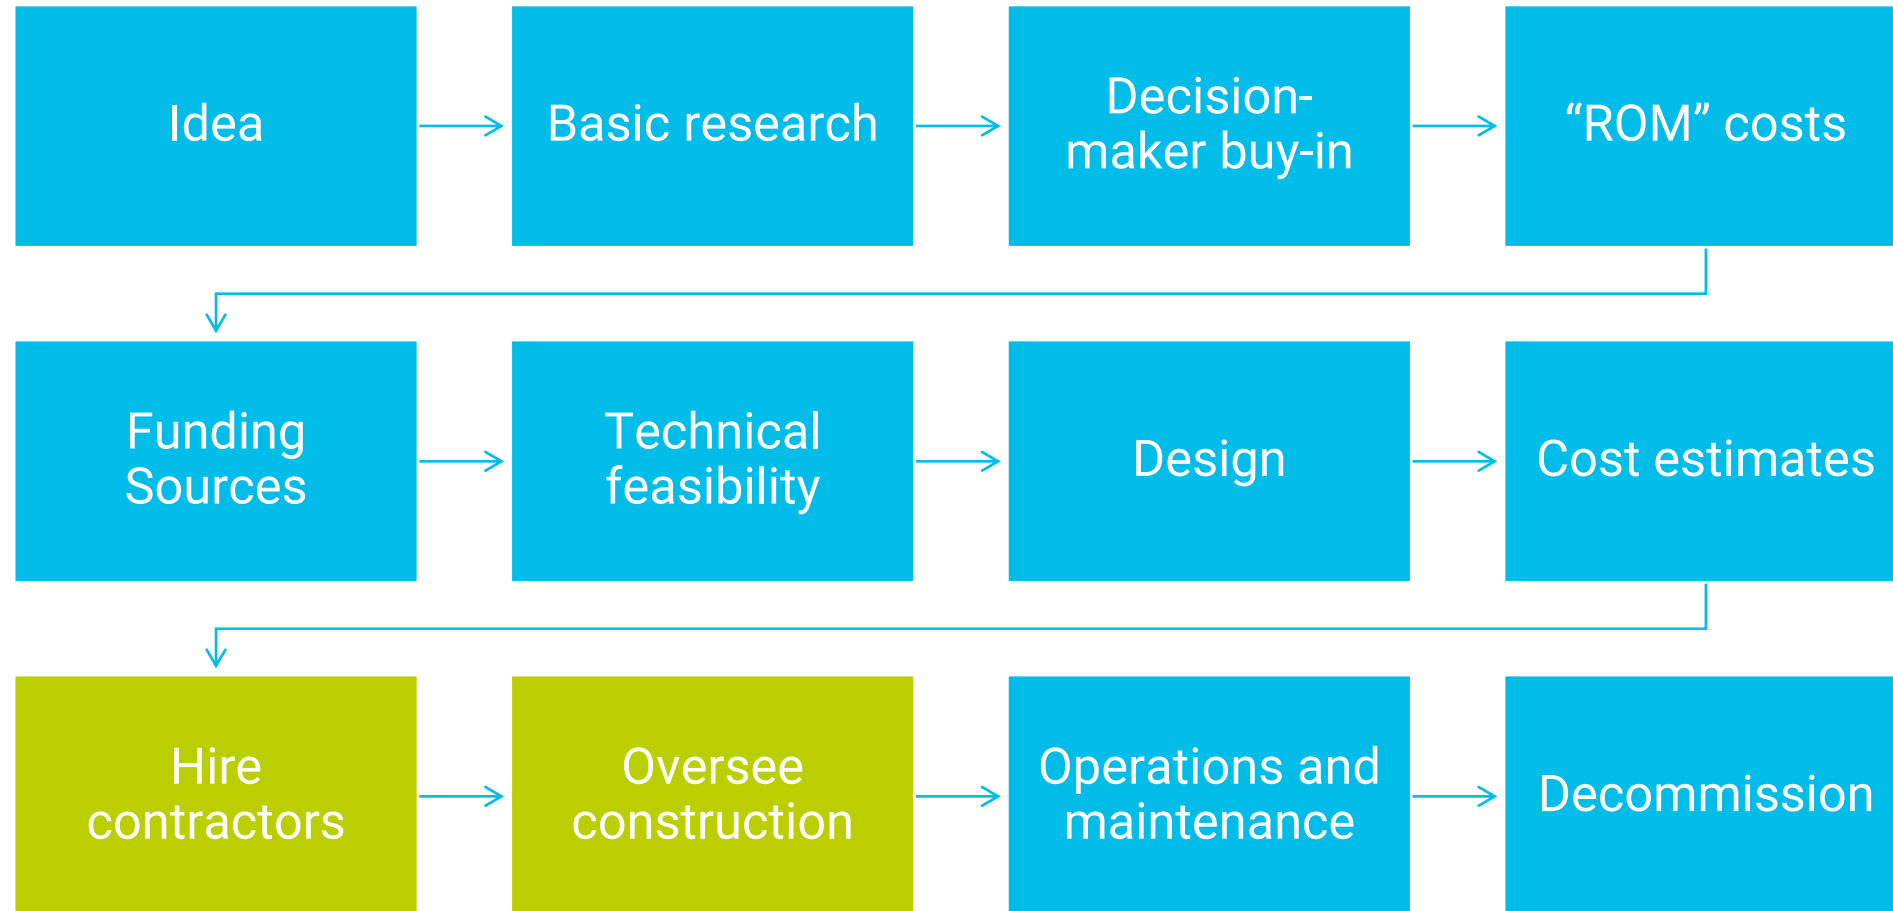 Idea
Basic research
Decision-
maker buy-in
“ROM” costs
Funding
Sources
Technical
feasibility
Design
Cost estimates
Hire
contractors
Oversee
construction
Operations and
maintenance
Decommission